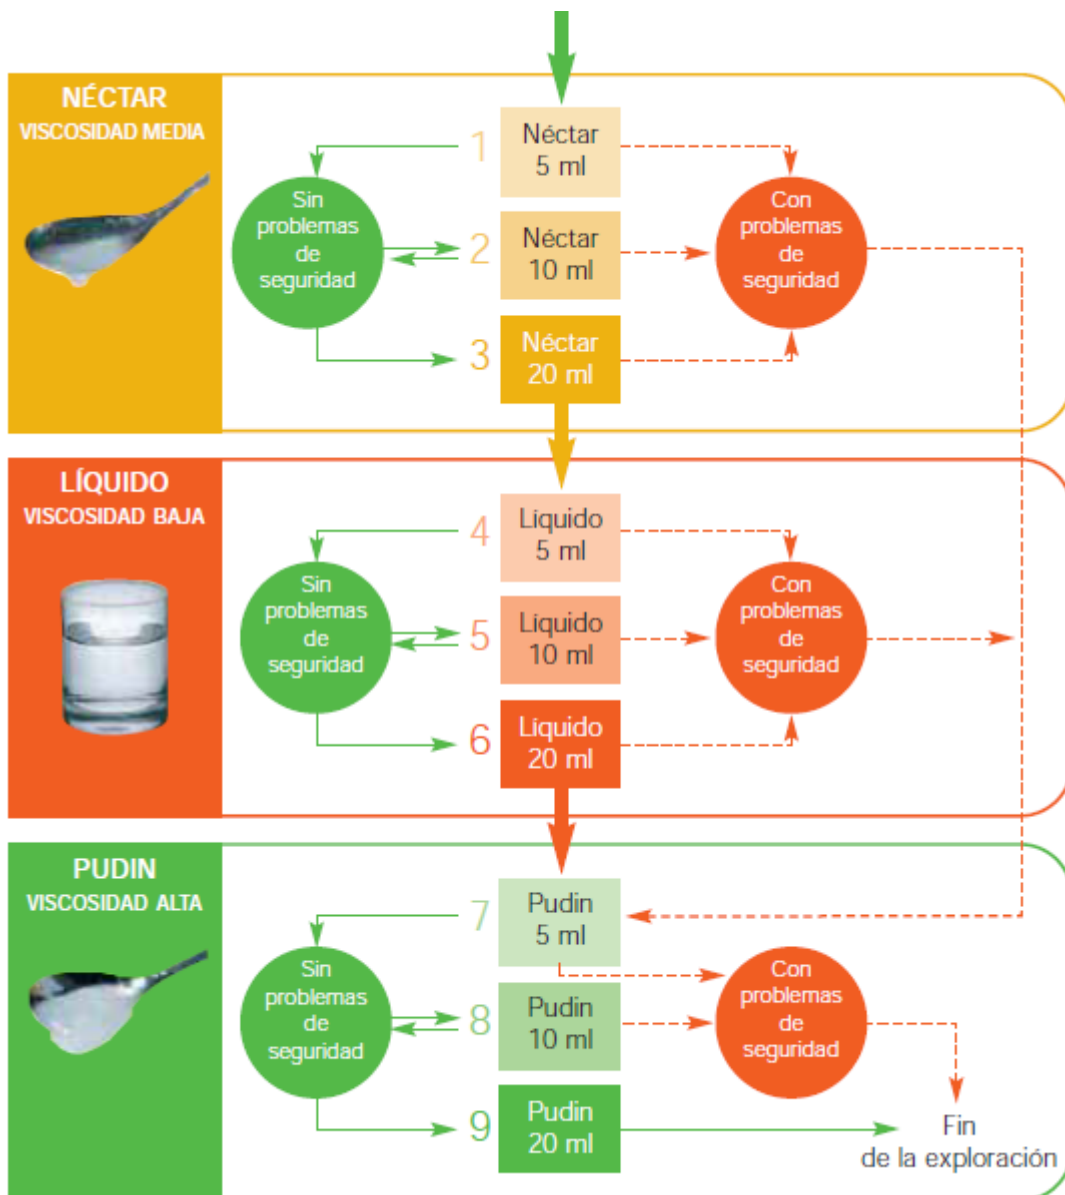 NÉCTAR
VISCOSIDAD MEDIA
1
Néctar
5 ml
Sin
problemas
de
seguridad
2
Néctar
10 ml
Con
problemas
de
seguridad
3
Néctar
20 ml
LÍQUIDO
VISCOSIDAD BAJA
4
Líquido
5 ml
Sin
problemas
de
seguridad
5
Líquido
10 ml
Con
problemas
de
seguridad
6
Líquido
20 ml
PUDIN
VISCOSIDAD ALTA
7
Pudin
5 ml
Sin
problemas
de
seguridad
8
Pudin
10 ml
Con
problemas
de
seguridad
9
Pudin
20 ml
Fin
de la exploración